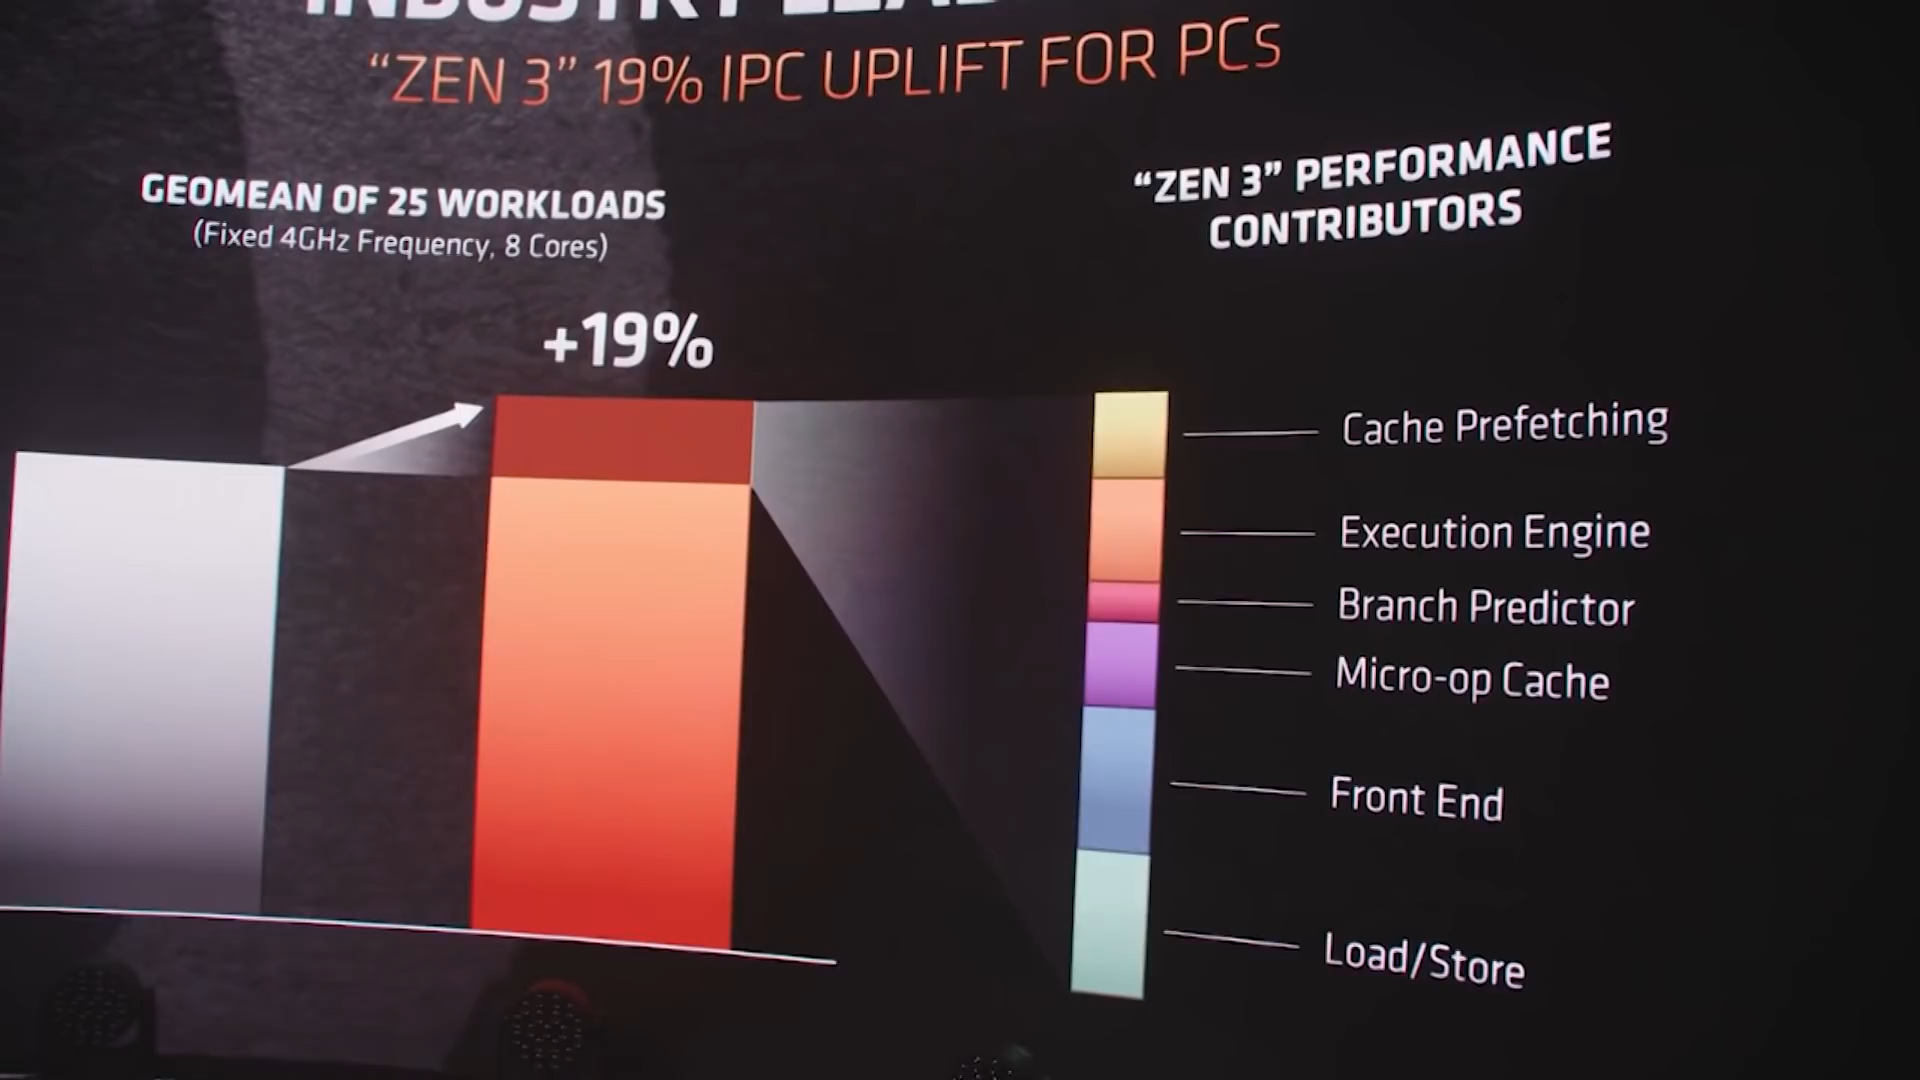 INDUSTRY
"ZEN 3" 19% IPC UPLIFT FOR PCs
GEOMEAN OF 25 WORKLOADS
(Fixed 4GHz Frequency, 8 Cores)
"ZEN 3" PERFORMANCE
CONTRIBUTORS
+19%
Cache Prefetching
Execution Engine
Branch Predictor
Micro-op Cache
Front End
Load/Store